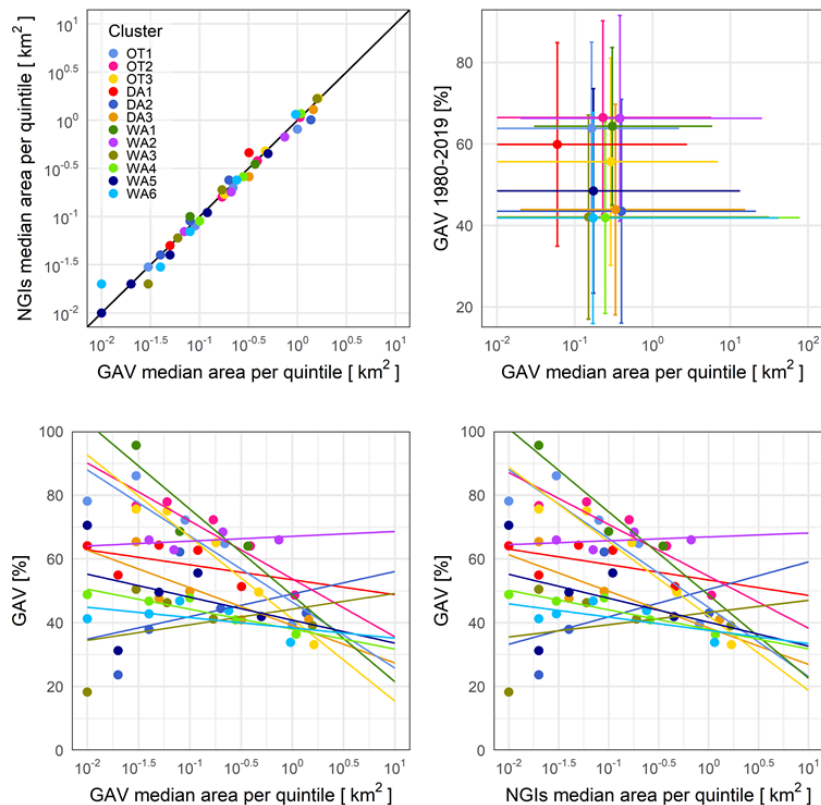 10^1
10^0.5
10^0
10^-0.5
10^-1
10^-1.5
10^-2
NGIs median area per quintile [ km^2 ]
Cluster
OT1
OT2
OT3
DA1
DA2
DA3
WA1
WA2
WA3
WA4
WA5
WA6
10^-2 10^-1.5 10^-1 10^-0.5 10^0 10^0.5 10^1
GAV median area per quintile [ km^2 ]
80
60
40
20
GAV 1980-2019 [%]
10^-2 10^-1 10^0 10^1 10^2
GAV median area per quintile [ km^2 ]
100
80
60
40
20
0
GAV [%]
10^-2 10^-1.5 10^-1 10^-0.5 10^0 10^0.5 10^1
GAV median area per quintile [ km^2 ]
100
80
60
40
20
0
GAV [%]
10^-2 10^-1.5 10^-1 10^-0.5 10^0 10^0.5 10^1
NGIs median area per quintile [ km^2 ]